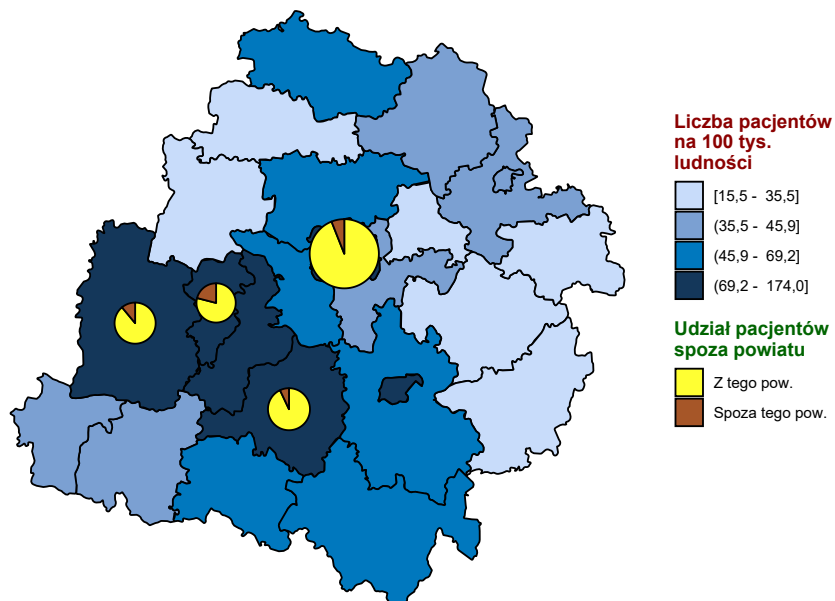 Liczba pacjentów
na 100 tys.
ludności
[15,5 - 35,5]
(35,5 - 45,9]
(45,9 - 69,2]
(69,2 - 174,0]
Udział pacjentów
spoza powiatu
Z tego pow.
Spoza tego pow.